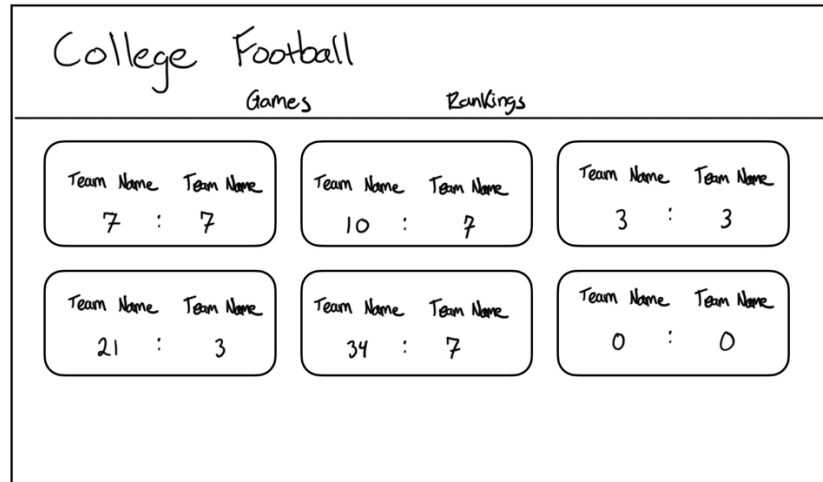 College Football
Games Rankings
Team Name Team Name Team Name Team Name Team Name Team Name
7 : 7 10 : 7 3 : 3
Team Name Team Name Team Name Team Name Team Name Team Name
21 : 3 34 : 7 0 : 0